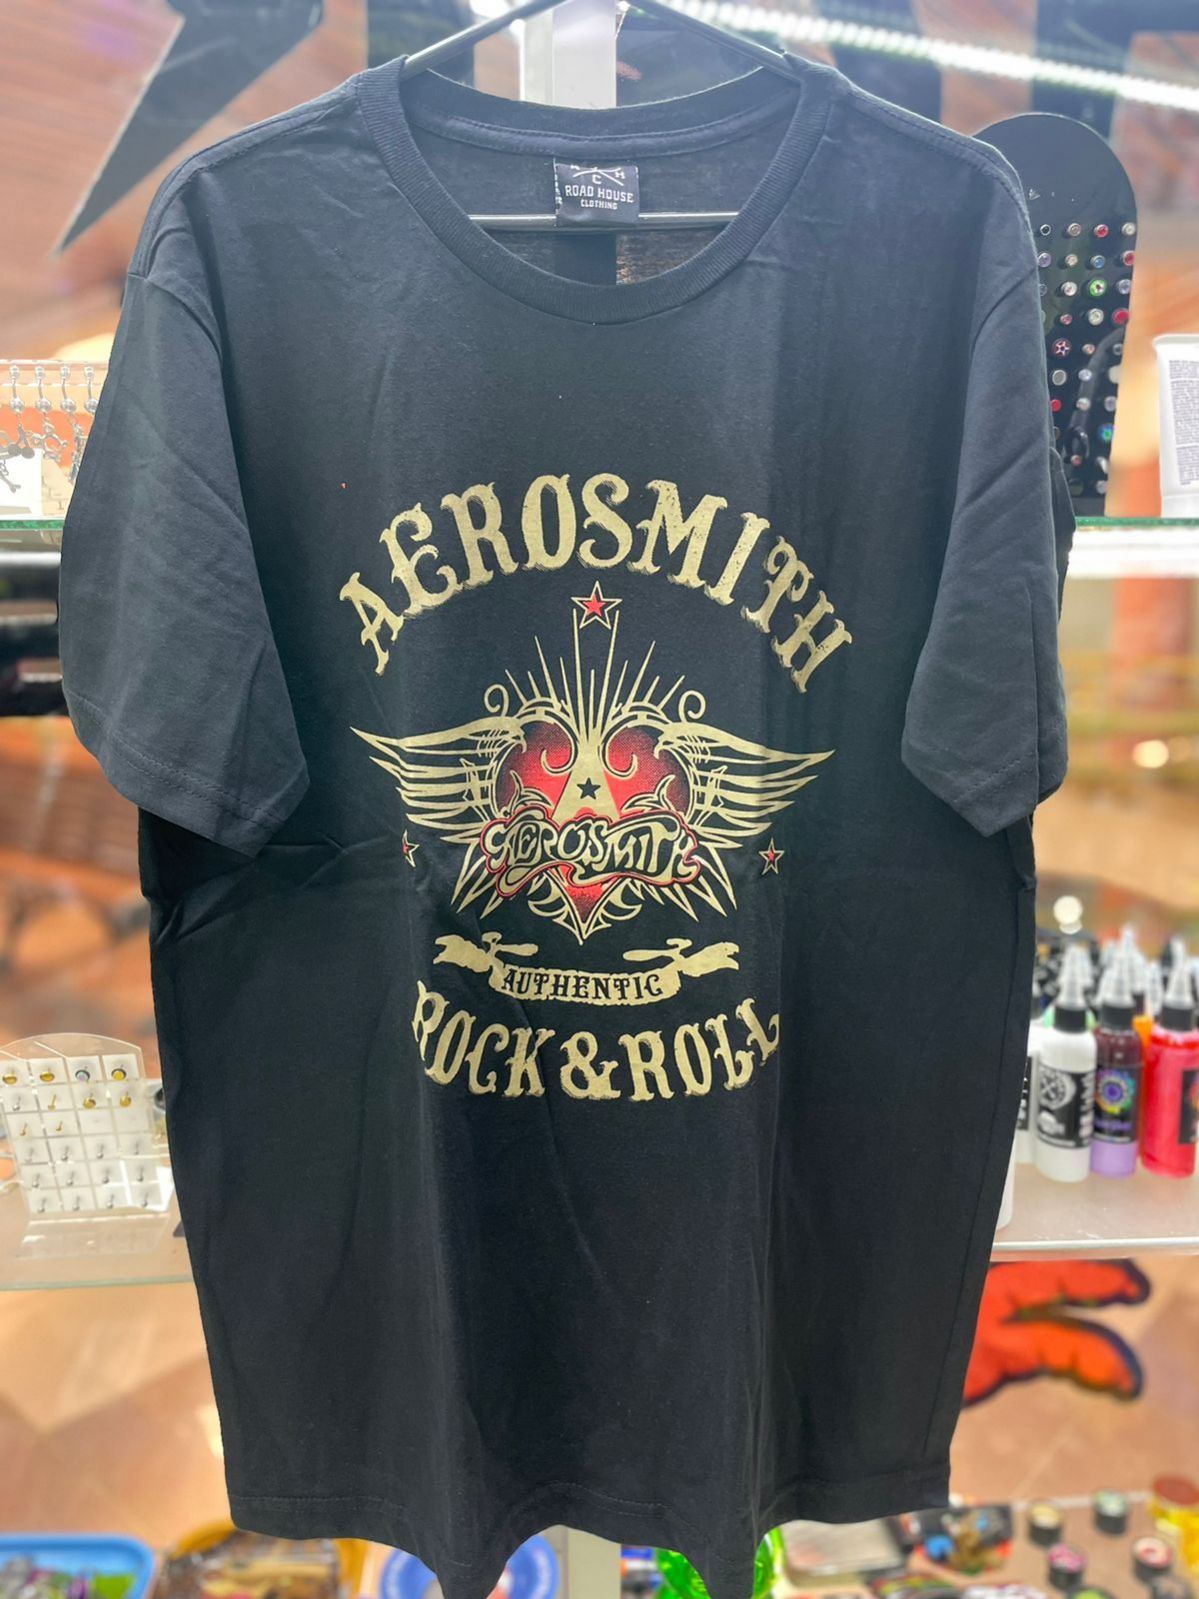 C H
ROAD HOUSE
CLOTHING
AEROSMITH
AEROSMITH
AUTHENTIC
ROCK & ROLL